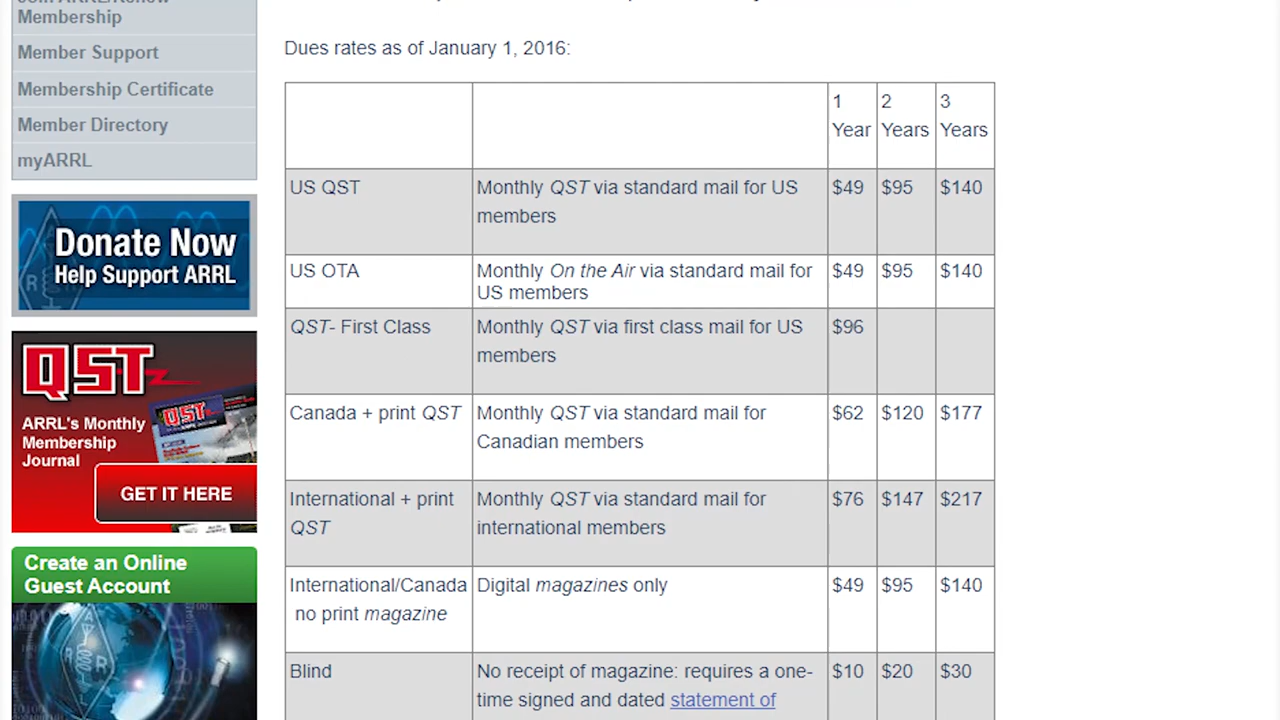 Membership
Member Support
Membership Certificate
Member Directory
myARRL
Donate Now
Help Support ARRL
QST
ARRL's Monthly
Membership
Journal
QST
GET IT HERE
Create an Online
Guest Account
Dues rates as of January 1, 2016:
1 Year 2 Years 3 Years
US QST Monthly QST via standard mail for US $49 $95 $140
members
US OTA Monthly On the Air via standard mail for $49 $95 $140
US members
QST- First Class Monthly QST via first class mail for US $96
members
Canada + print QST Monthly QST via standard mail for $62 $120 $177
Canadian members
International + print Monthly QST via standard mail for $76 $147 $217
QST international members
International/Canada Digital magazines only $49 $95 $140
no print magazine
Blind No receipt of magazine: requires a one- $10 $20 $30
time signed and dated statement of